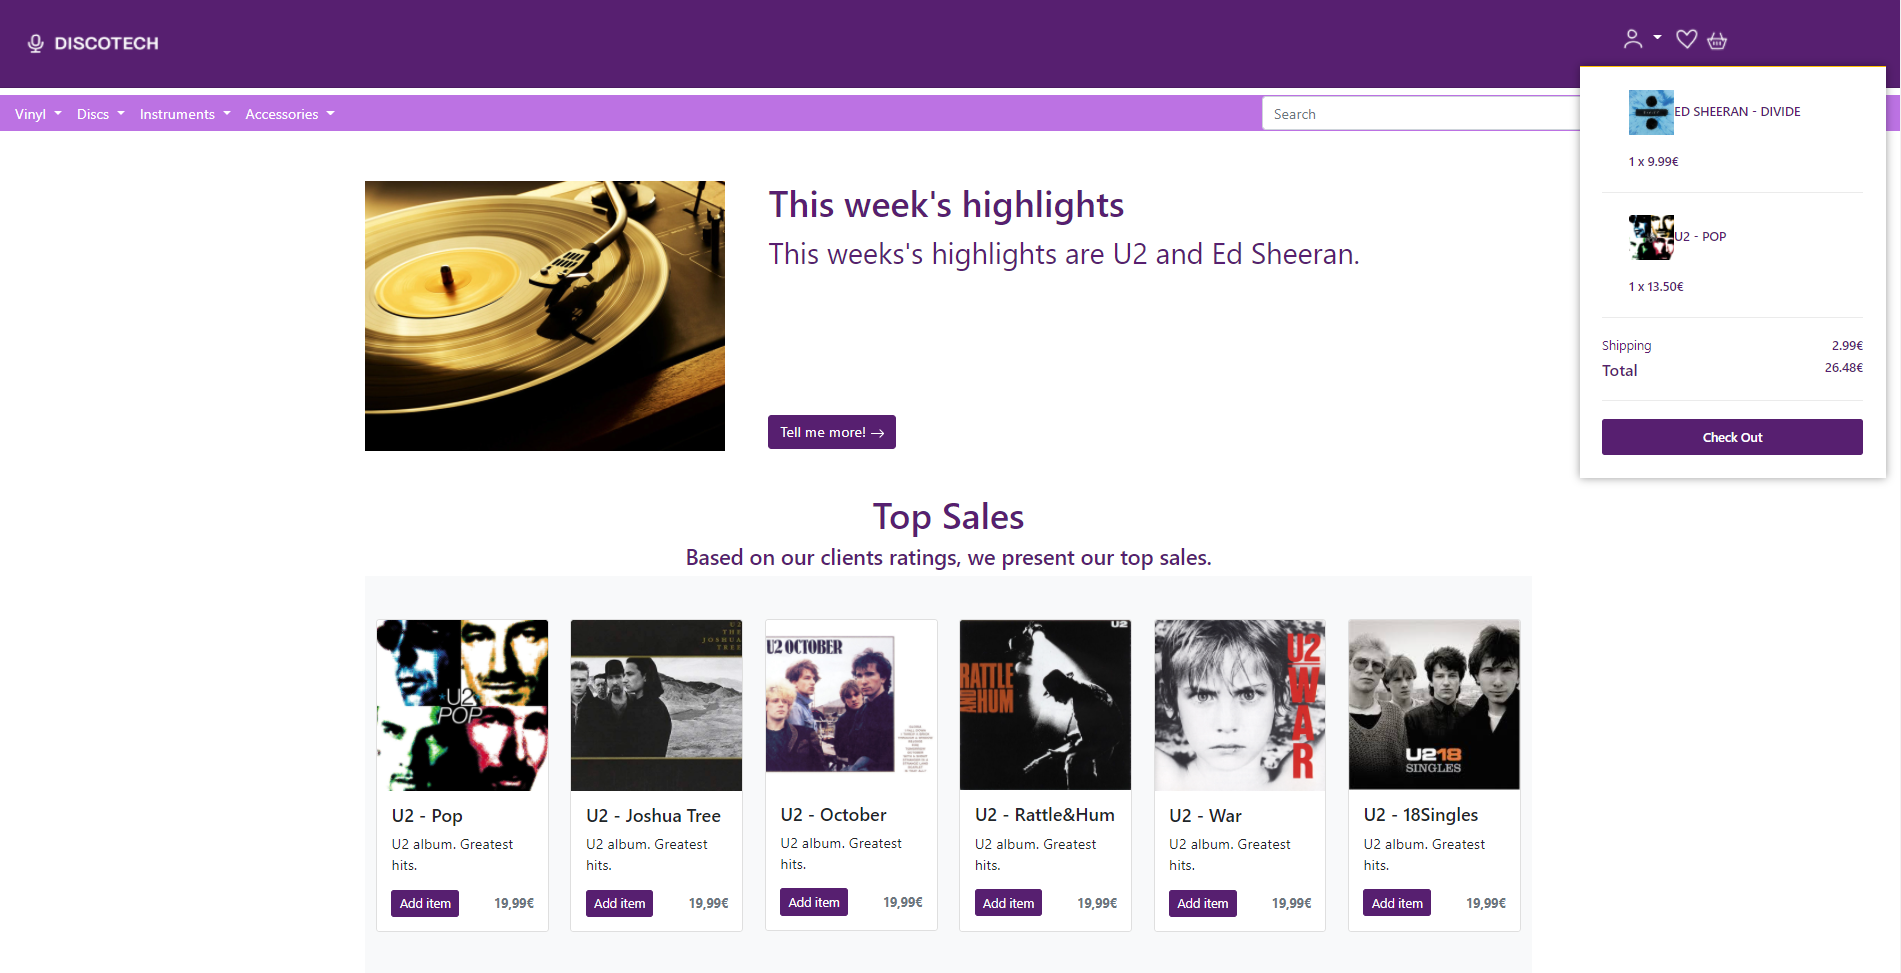 DISCOTECH
Vinyl Discs Instruments Accessories
Search
ED SHEERAN - DIVIDE
1 x 9.99€
U2 - POP
1 x 13.50€
Shipping 2.99€
Total 26.48€
Check Out
This week's highlights
This weeks's highlights are U2 and Ed Sheeran.
Tell me more! →
Top Sales
Based on our clients ratings, we present our top sales.
U2
POP
U2 - Pop
U2 album. Greatest
hits.
Add item 19,99€
U2
THE
JOSHUA
TREE
U2 - Joshua Tree
U2 album. Greatest
hits.
Add item 19,99€
U2 OCTOBER
U2 - October
U2 album. Greatest
hits.
Add item 19,99€
U2
RATTLE
AND
HUM
U2 - Rattle&Hum
U2 album. Greatest
hits.
Add item 19,99€
U2
WAR
U2 - War
U2 album. Greatest
hits.
Add item 19,99€
U218
SINGLES
U2 - 18Singles
U2 album. Greatest
hits.
Add item 19,99€